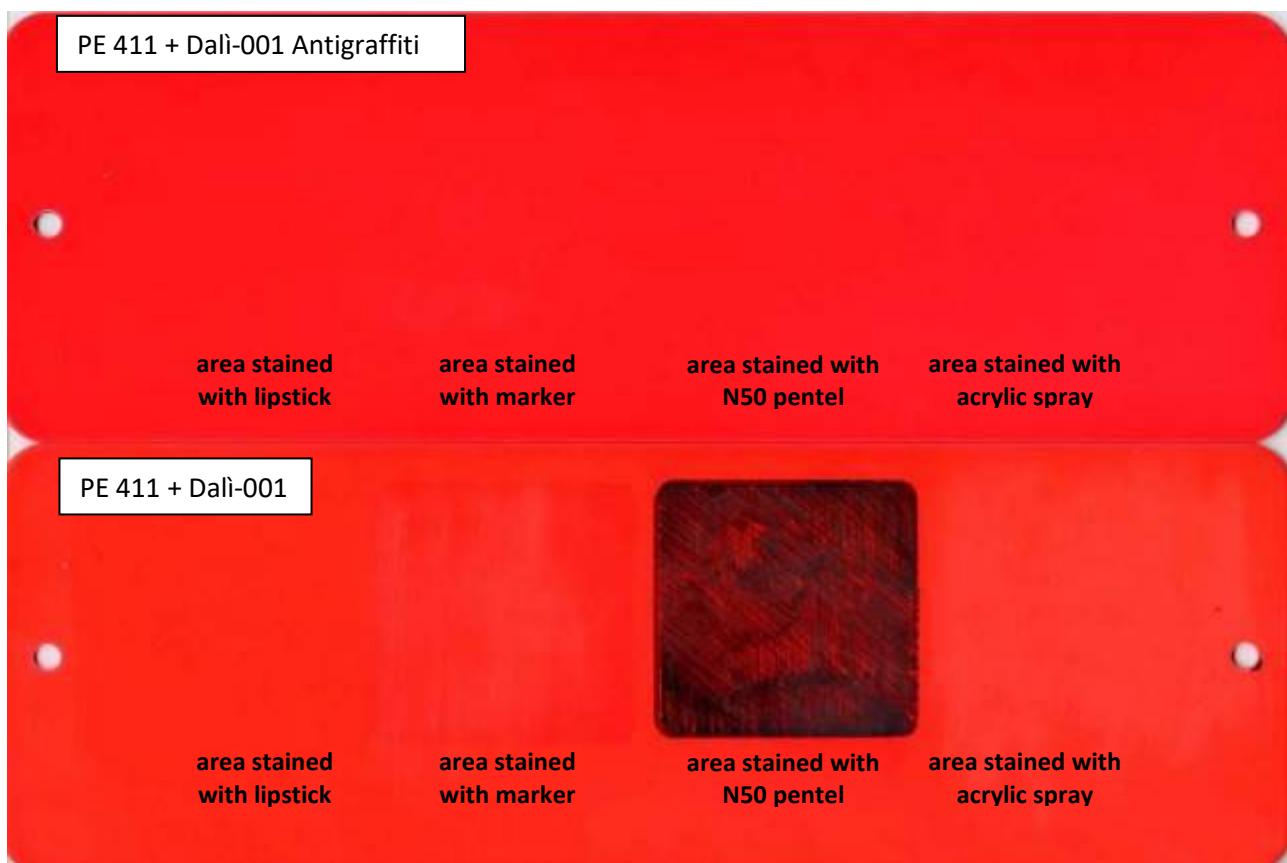 PE 411 + Dalì-001 Antigraffiti
area stained
with lipstick
area stained
with marker
area stained with
N50 pentel
area stained with
acrylic spray
PE 411 + Dalì-001
area stained
with lipstick
area stained
with marker
area stained with
N50 pentel
area stained with
acrylic spray